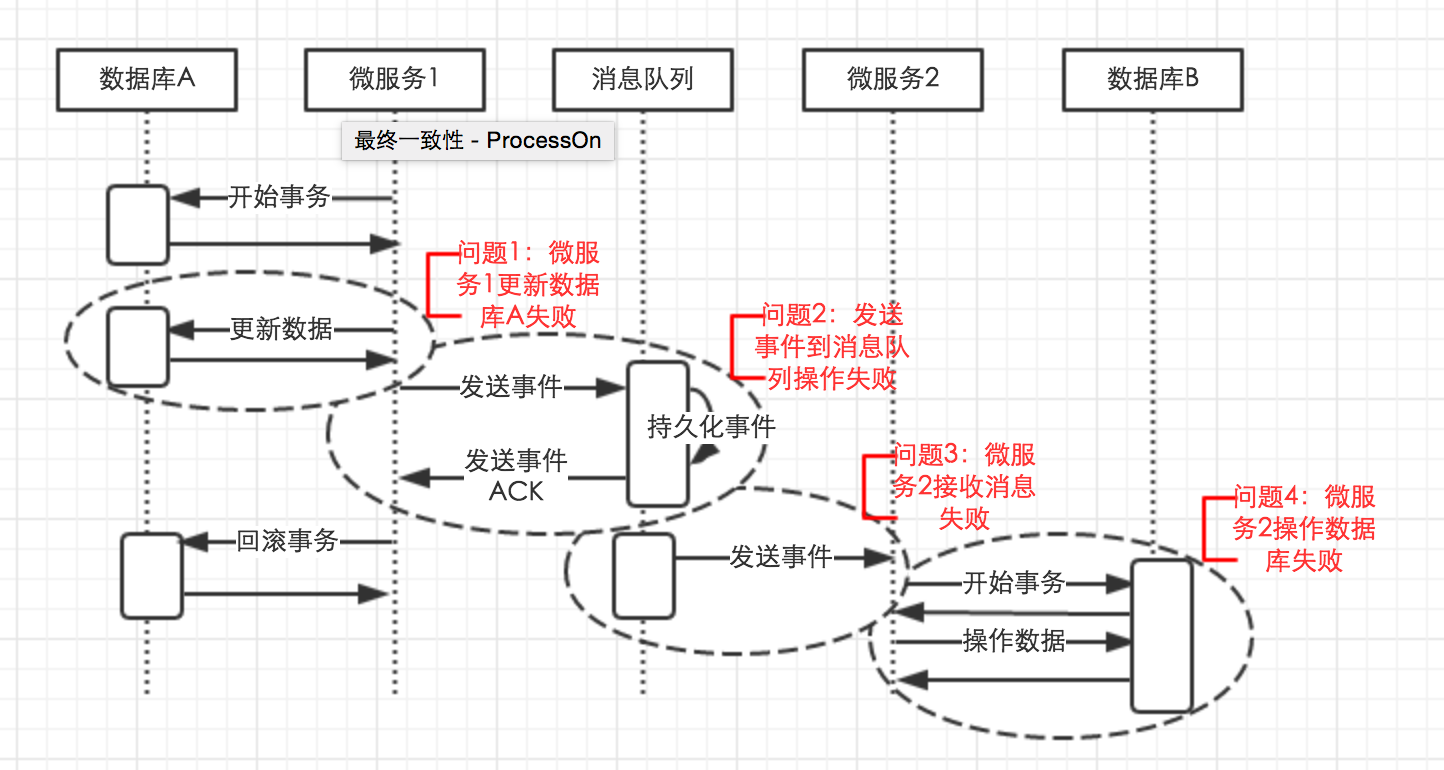 数据库A
微服务1
消息队列
微服务2
数据库B
最终一致性 - ProcessOn
开始事务
问题1：微服
务1更新数据
库A失败
更新数据
问题2：发送
事件到消息队
列操作失败
发送事件
持久化事件
发送事件
ACK
问题3：微服
务2接收消息
失败
问题4：微服
务2操作数据
库失败
回滚事务
发送事件
开始事务
操作数据